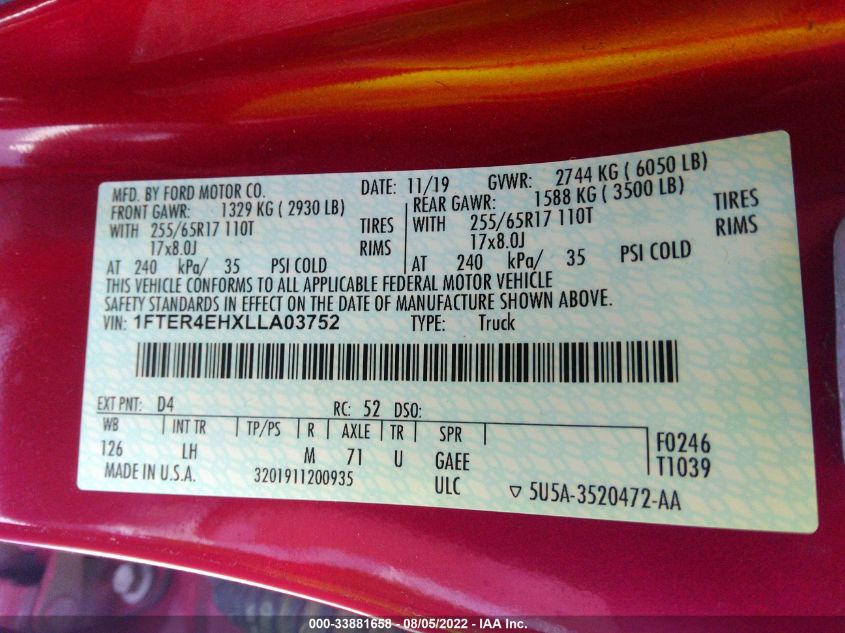 MFD. BY FORD MOTOR CO. DATE: 11/19 GVWR: 2744 KG ( 6050 LB)
FRONT GAWR: 1329 KG ( 2930 LB) REAR GAWR: 1588 KG ( 3500 LB)
WITH 255/65R17 110T TIRES WITH 255/65R17 110T TIRES
17x8.0J RIMS 17x8.0J RIMS
AT 240 kPa/ 35 PSI COLD AT 240 kPa/ 35 PSI COLD
THIS VEHICLE CONFORMS TO ALL APPLICABLE FEDERAL MOTOR VEHICLE
SAFETY STANDARDS IN EFFECT ON THE DATE OF MANUFACTURE SHOWN ABOVE.
VIN: 1FTER4EHXLLA03752 TYPE: Truck
EXT PNT: D4 RC: 52 DSO:
WB INT TR TP/PS R AXLE TR SPR
126 LH M 71 U GAEE F0246
ULC T1039
MADE IN U.S.A. 3201911200935 ▽ 5U5A-3520472-AA
000-33881658 - 08/05/2022 - IAA Inc.